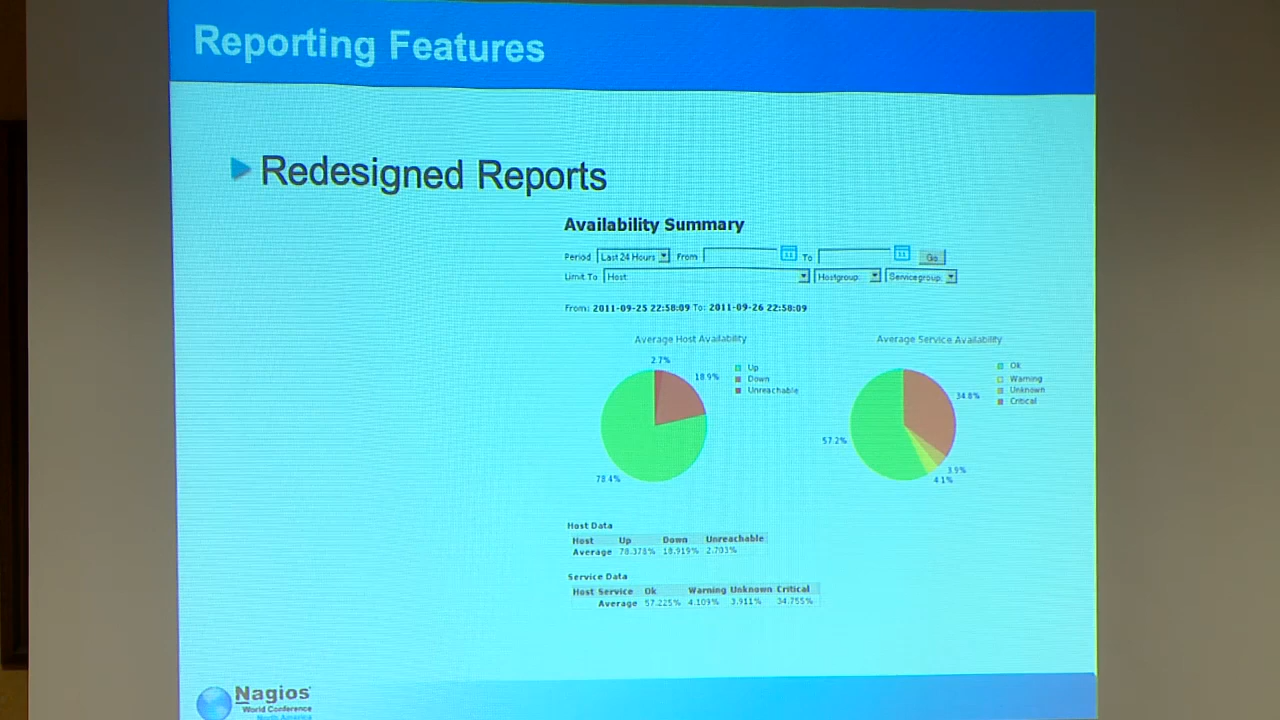 Reporting Features
Redesigned Reports
Availability Summary
Period Last 24 Hours From To Go
Limit To Host: Hostgroup: Servicegroup:
From: 2011-09-25 22:58:09 To: 2011-09-26 22:58:09
Average Host Availability
2.7%
18.9%
78.4%
Up
Down
Unreachable
Average Service Availability
34.8%
57.2%
3.9%
4.1%
Ok
Warning
Unknown
Critical
Host Data
Host Up Down Unreachable
Average 78.378% 18.919% 2.703%
Service Data
Host Service Ok Warning Unknown Critical
Average 57.225% 4.109% 3.911% 34.755%
Nagios
World Conference
North America